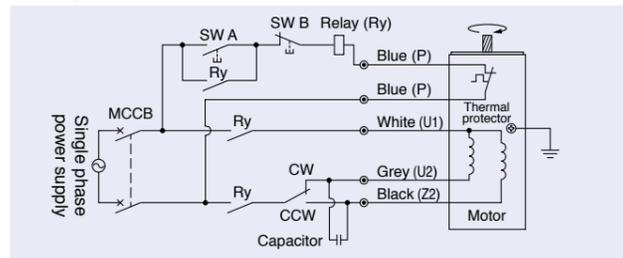 SW B
Relay (Ry)
SW A
Blue (P)
Ry
Blue (P)
MCCB
Thermal
protector
Ry
White (U1)
Single phase
power supply
CW
Grey (U2)
Ry
Black (Z2)
CCW
Motor
Capacitor